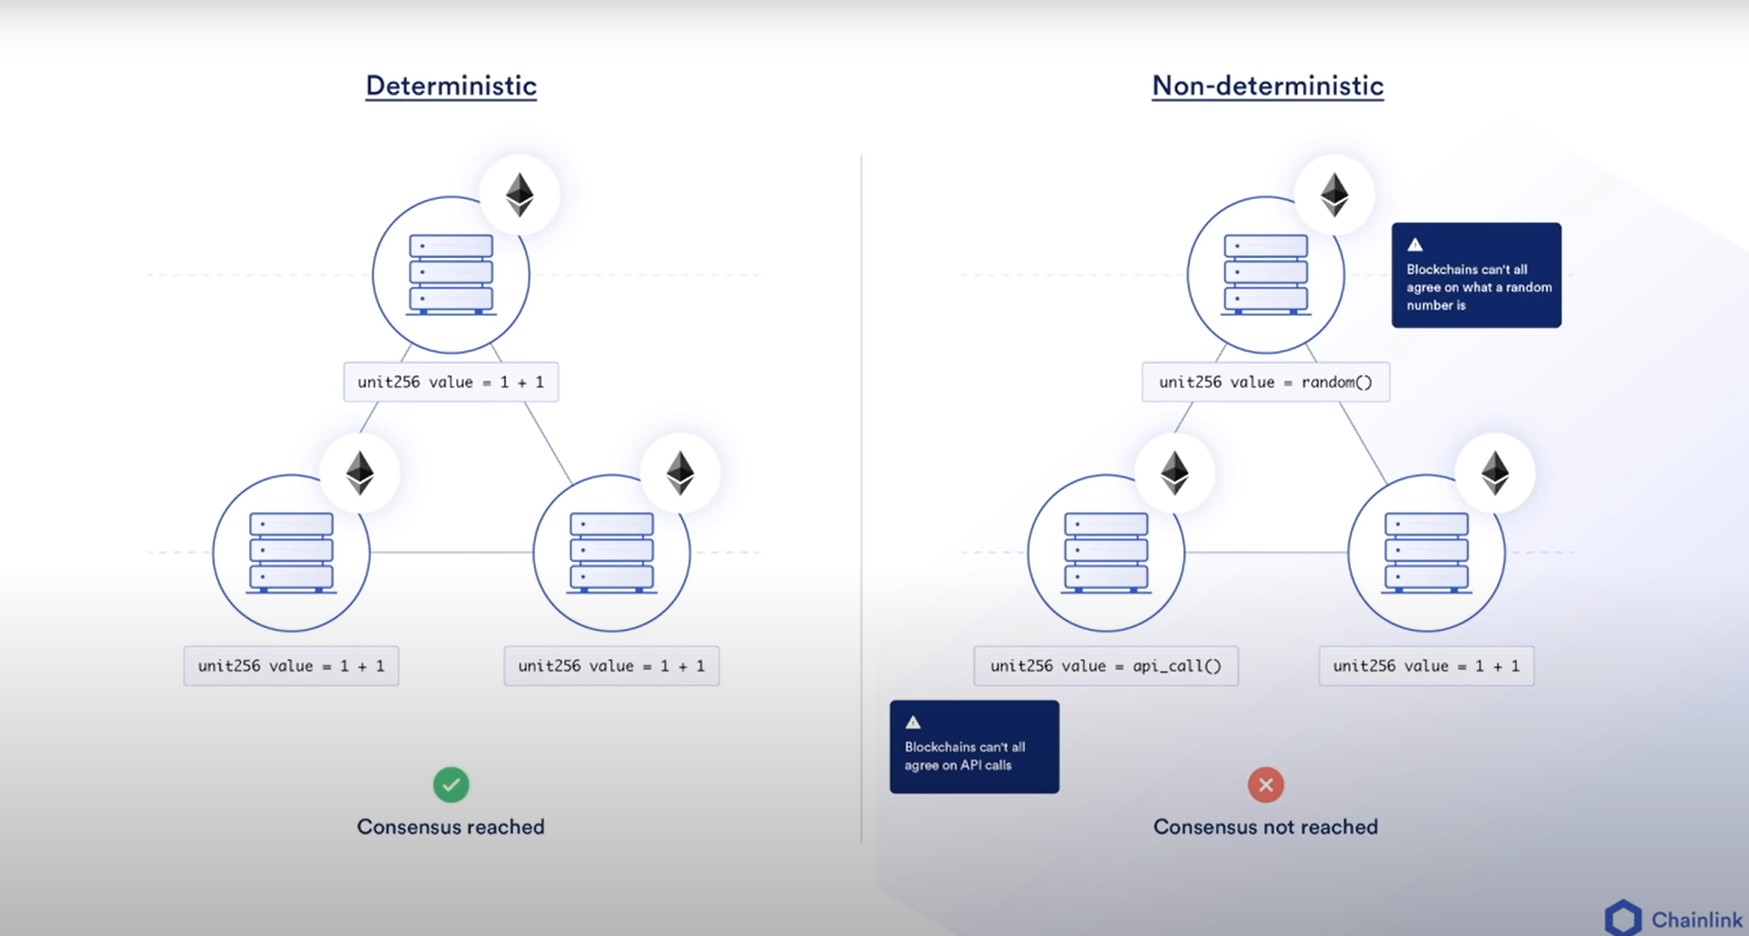 Deterministic
unit256 value = 1 + 1
unit256 value = 1 + 1
unit256 value = 1 + 1
Consensus reached
Non-deterministic
Blockchains can't all
agree on what a random
number is
unit256 value = random()
unit256 value = api_call()
unit256 value = 1 + 1
Blockchains can't all
agree on API calls
Consensus not reached
Chainlink